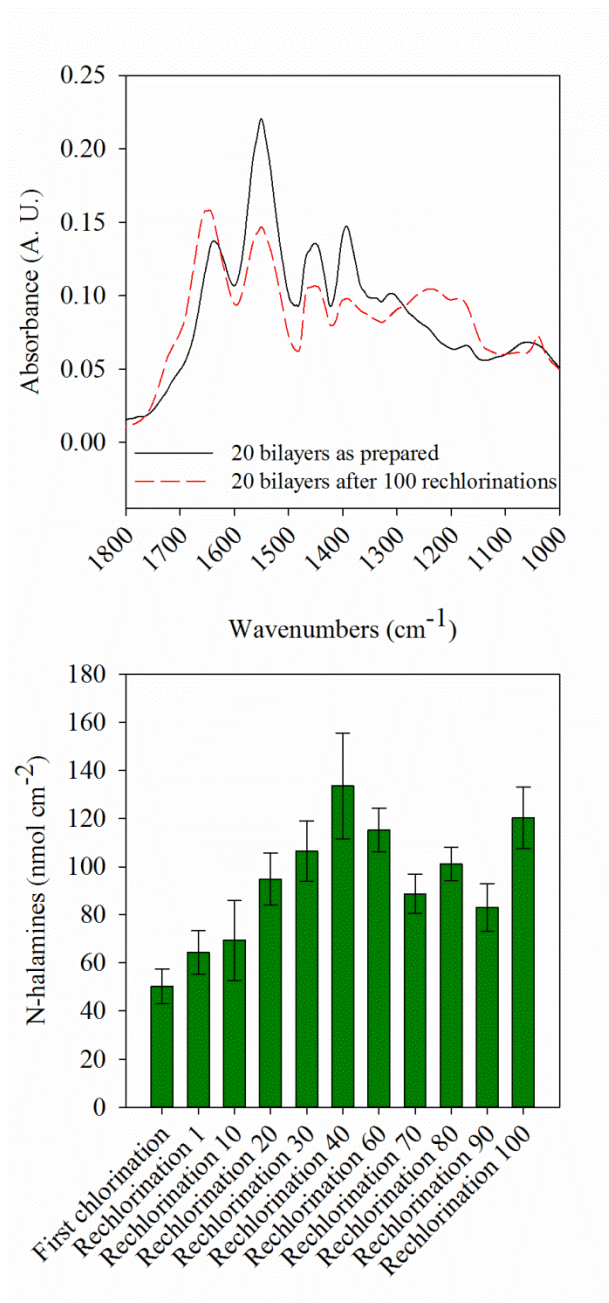 0.25
0.20
0.15
0.10
0.05
0.00
Absorbance (A. U.)
20 bilayers as prepared
20 bilayers after 100 rechlorinations
1800
1700
1600
1500
1400
1300
1200
1100
1000
Wavenumbers (cm-1)
180
160
140
120
100
80
60
40
20
0
N-halamines (nmol cm-2)
First chlorination
Rechlorination 1
Rechlorination 10
Rechlorination 20
Rechlorination 30
Rechlorination 40
Rechlorination 60
Rechlorination 70
Rechlorination 80
Rechlorination 90
Rechlorination 100